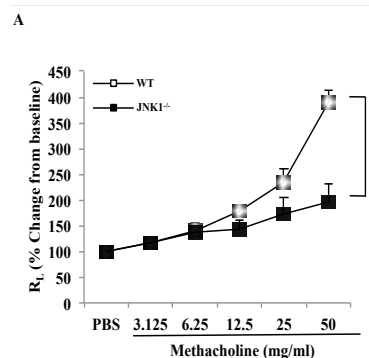 A
450
400
350
300
250
200
150
100
50
0
R_L (% Change from baseline)
WT
JNK1-/-
PBS 3.125 6.25 12.5 25 50
Methacholine (mg/ml)